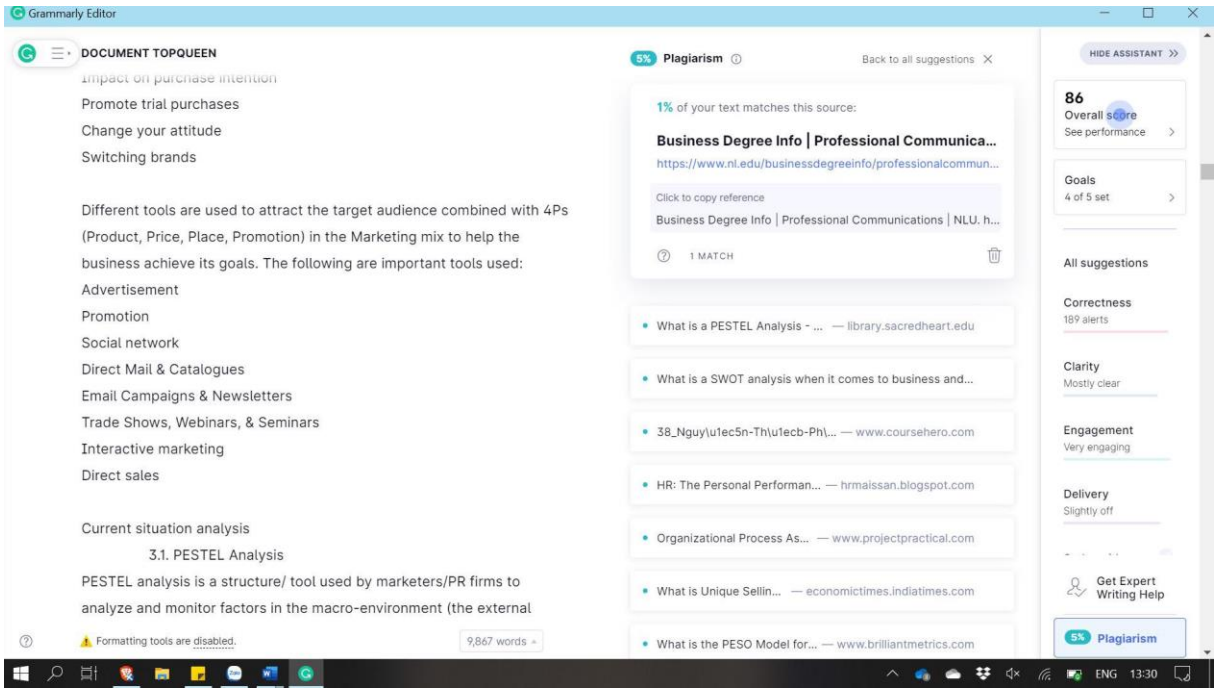 Grammarly Editor
DOCUMENT TOPQUEEN
Impact on purchase intention
Promote trial purchases
Change your attitude
Switching brands
Different tools are used to attract the target audience combined with 4Ps
(Product, Price, Place, Promotion) in the Marketing mix to help the
business achieve its goals. The following are important tools used:
Advertisement
Promotion
Social network
Direct Mail & Catalogues
Email Campaigns & Newsletters
Trade Shows, Webinars, & Seminars
Interactive marketing
Direct sales
Current situation analysis
3.1. PESTEL Analysis
PESTEL analysis is a structure/ tool used by marketers/PR firms to
analyze and monitor factors in the macro-environment (the external
Formatting tools are disabled.
9,867 words
5% Plagiarism
Back to all suggestions
1% of your text matches this source:
Business Degree Info | Professional Communica...
https://www.nl.edu/businessdegreeinfo/professionalcommun...
Click to copy reference
Business Degree Info | Professional Communications | NLU. h...
1 MATCH
What is a PESTEL Analysis - ... — library.sacredheart.edu
What is a SWOT analysis when it comes to business and...
38_Nguy\u1ec5n-Th\u1ecb-Ph\... — www.coursehero.com
HR: The Personal Performan... — hrmaissan.blogspot.com
Organizational Process As... — www.projectpractical.com
What is Unique Sellin... — economictimes.indiatimes.com
What is the PESO Model for... — www.brilliantmetrics.com
HIDE ASSISTANT
86
Overall score
See performance
Goals
4 of 5 set
All suggestions
Correctness
189 alerts
Clarity
Mostly clear
Engagement
Very engaging
Delivery
Slightly off
Get Expert
Writing Help
5% Plagiarism
Zalo
ENG 13:30